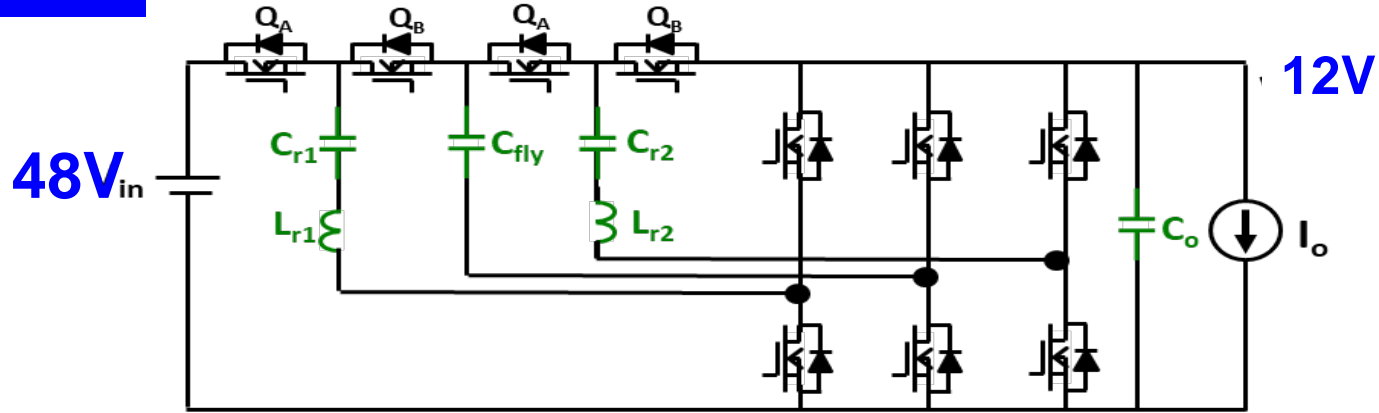 QA QB QA QB
12V
48Vin
Cr1 Cfly Cr2
Lr1 Lr2 Co Io